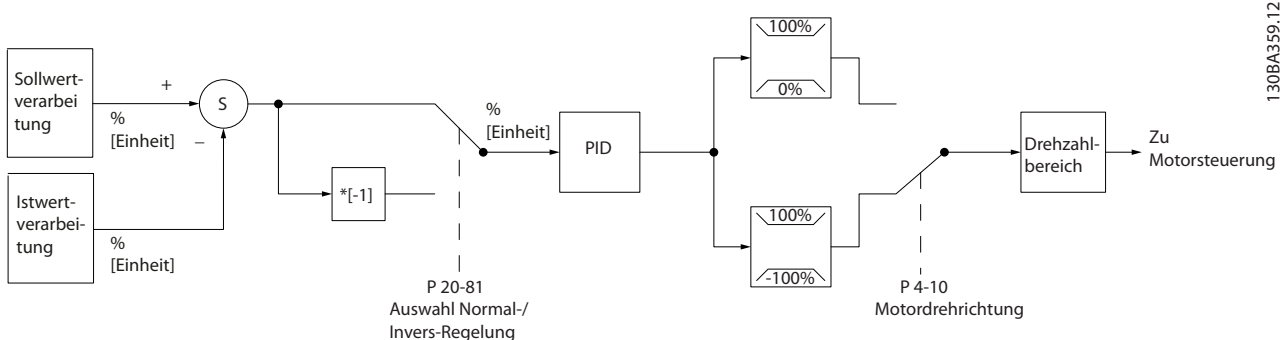 130BA359.12
Sollwert-
verarbei
tung
+
%
[Einheit]
–
S
Istwert-
verarbei-
tung
%
[Einheit]
*[-1]
P 20-81
Auswahl Normal-/
Invers-Regelung
%
[Einheit]
PID
100%
0%
100%
-100%
P 4-10
Motordrehrichtung
Drehzahl-
bereich
Zu
Motorsteuerung